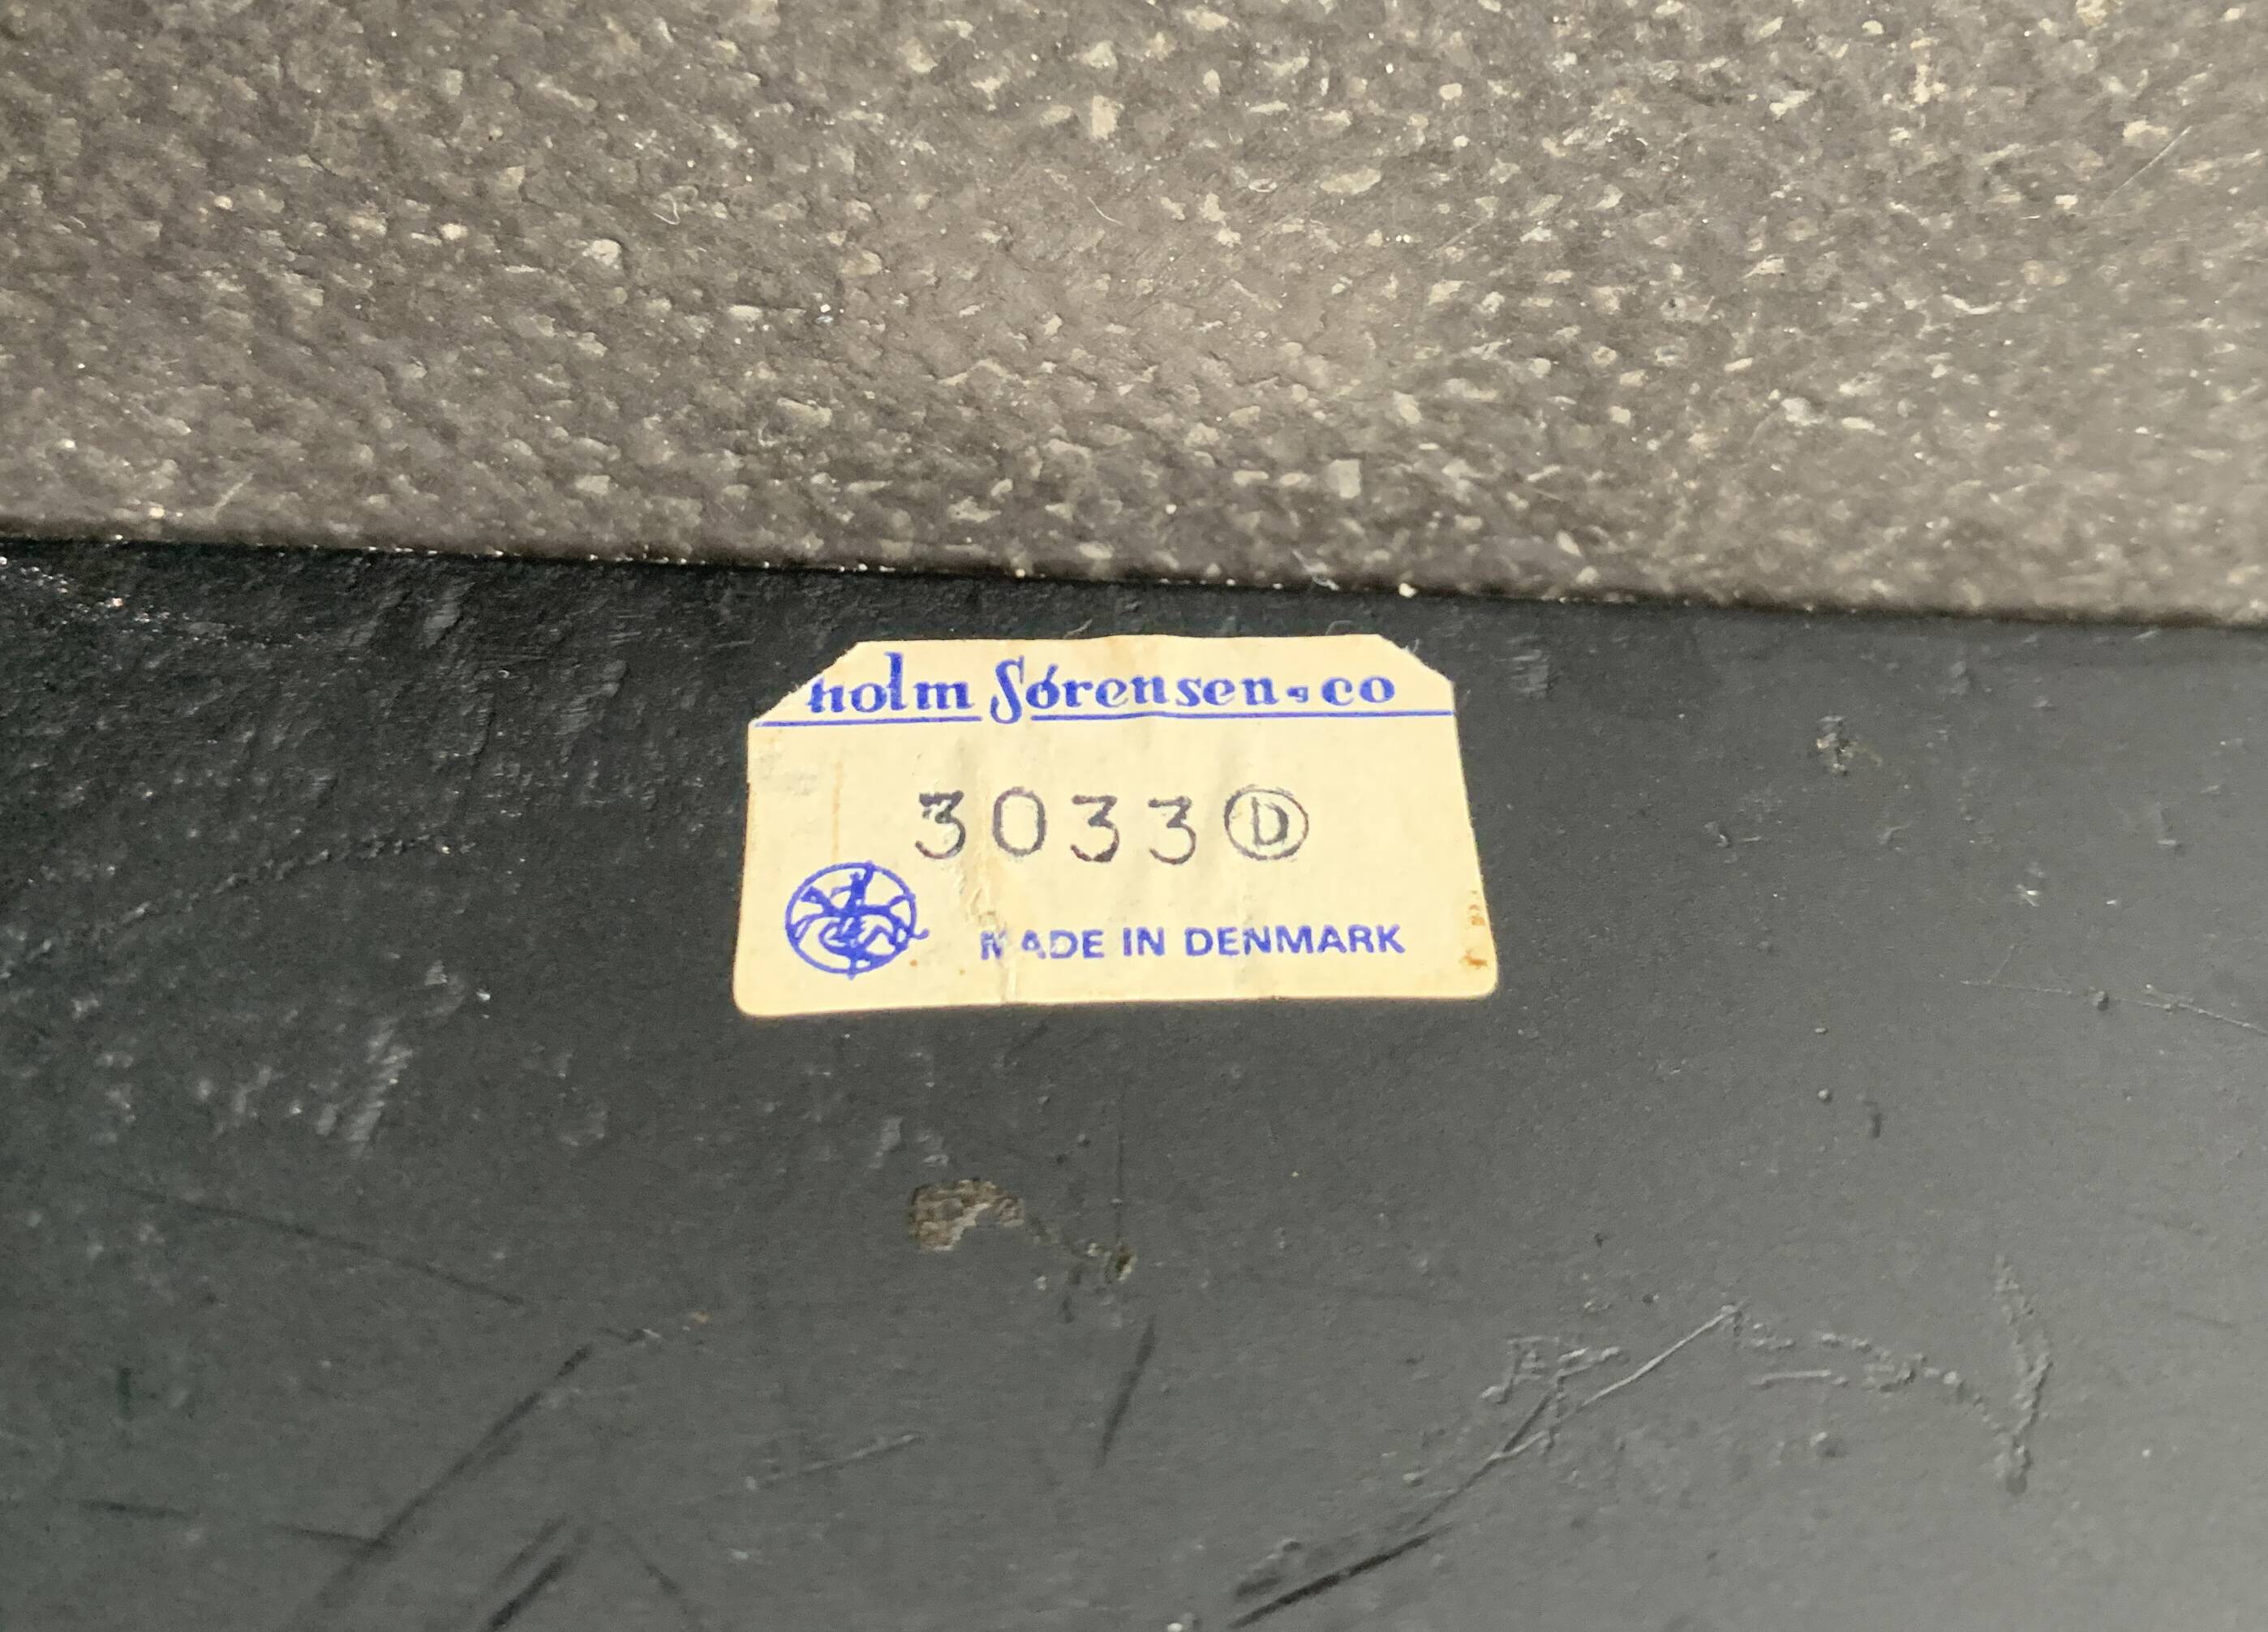 holm Sørensen & co
3033 Ⓓ
MADE IN DENMARK